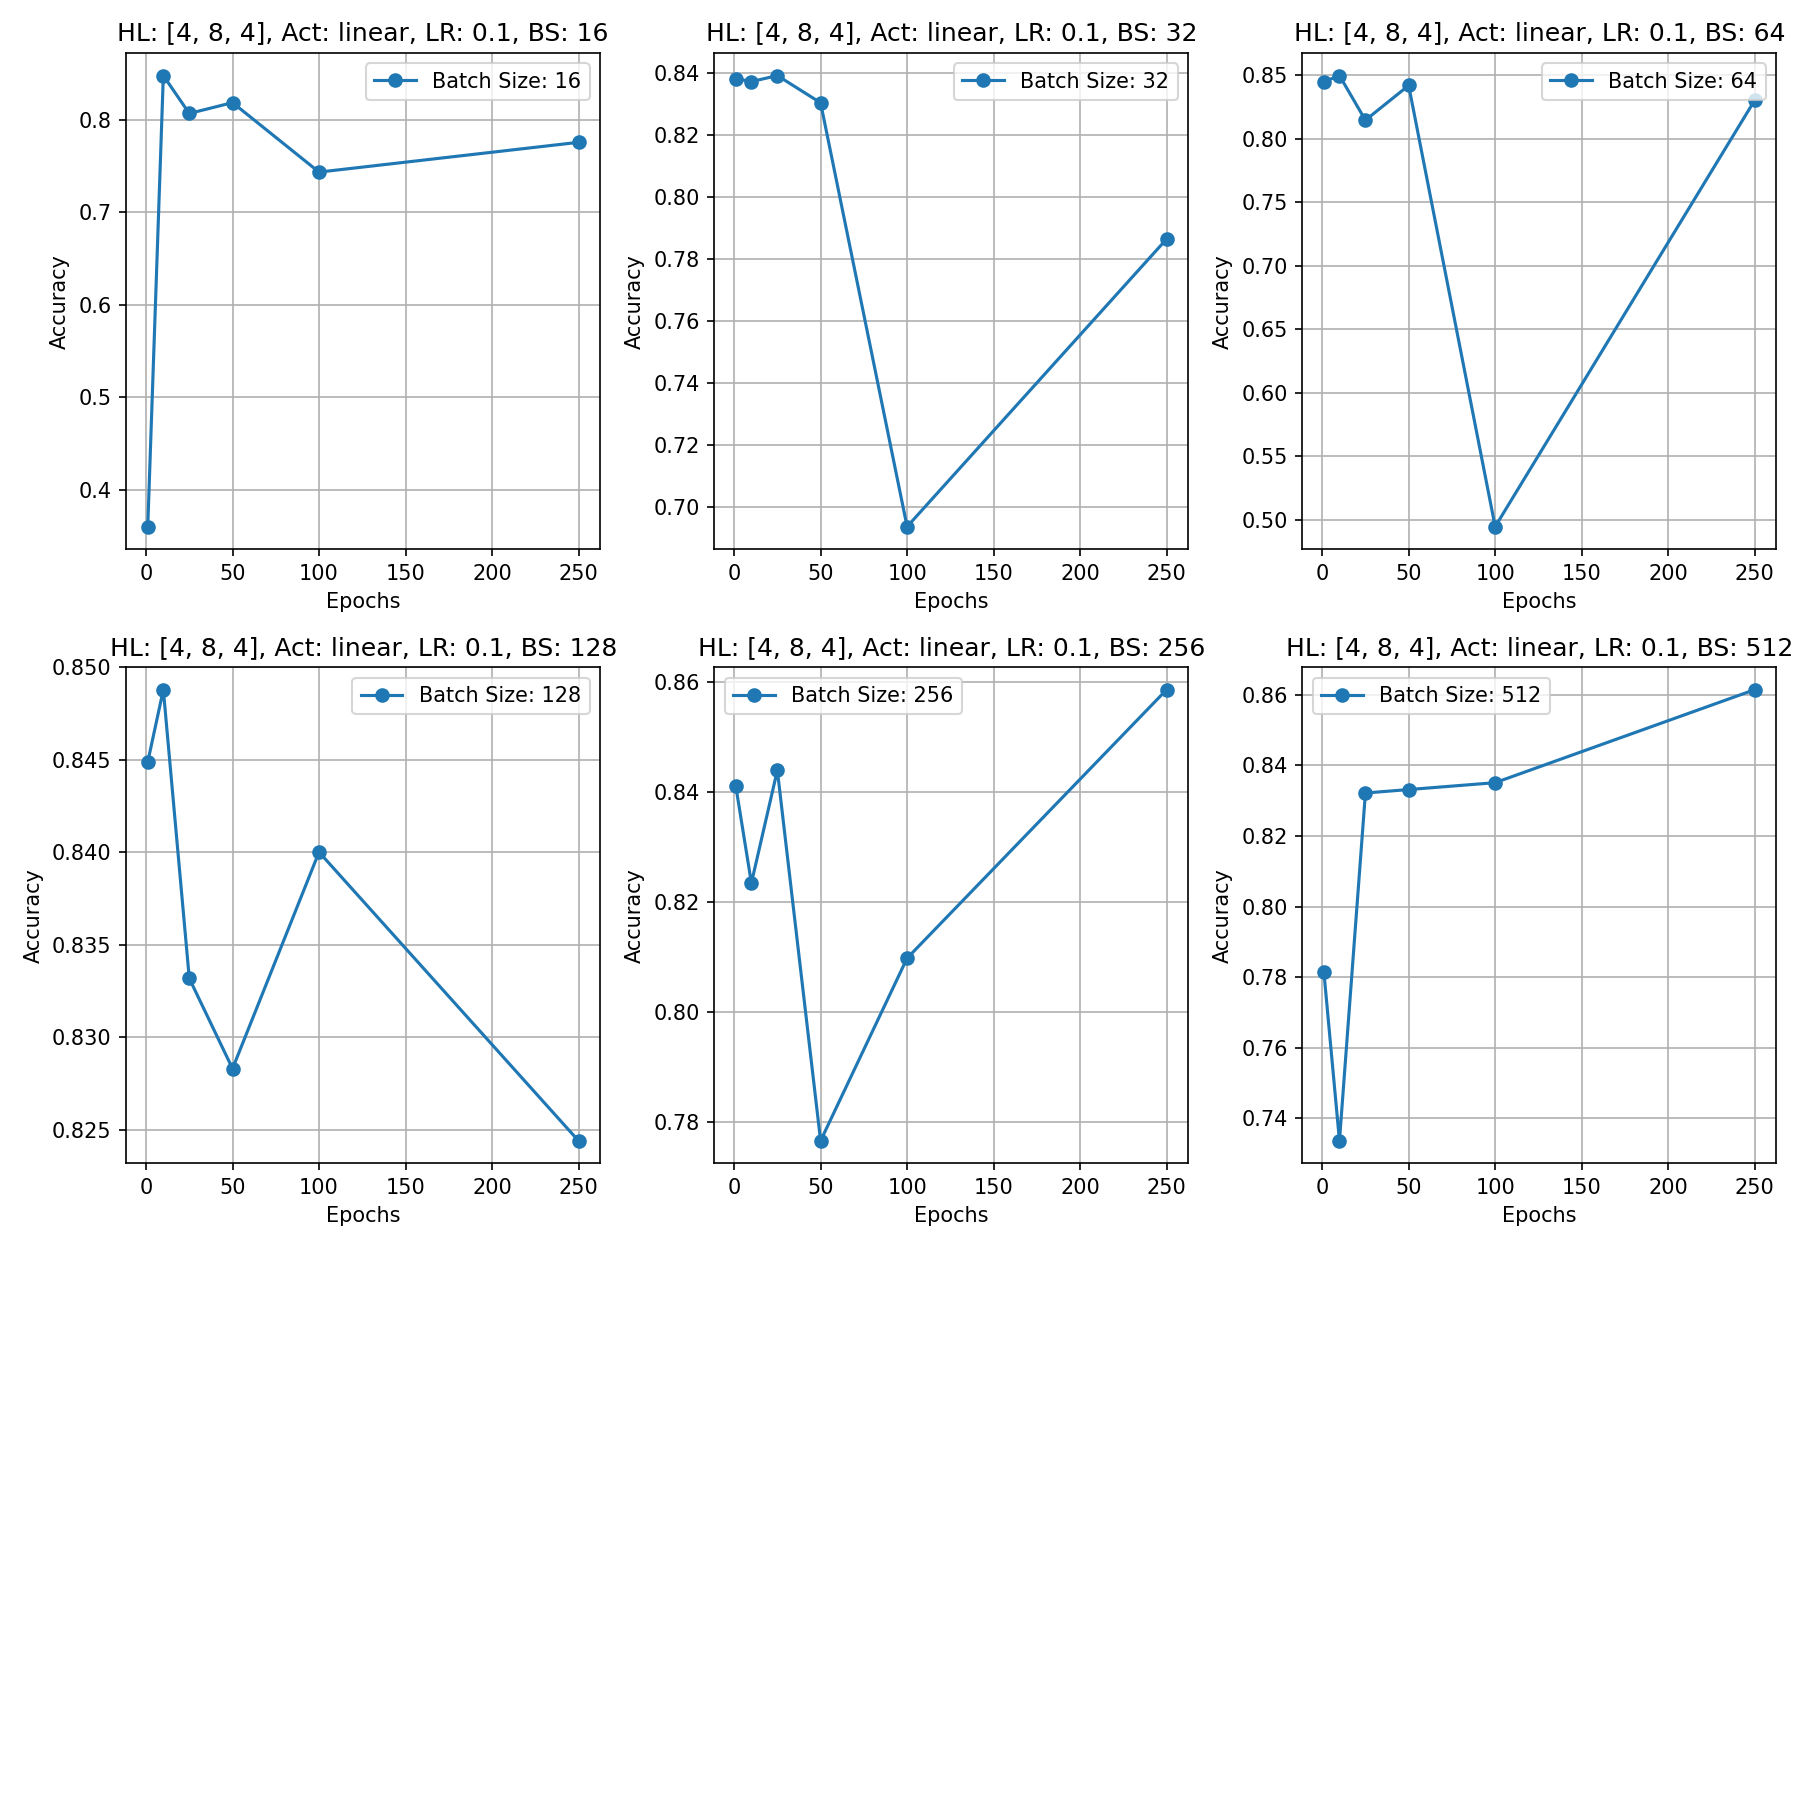 HL: [4, 8, 4], Act: linear, LR: 0.1, BS: 16
Batch Size: 16
Accuracy
0.8
0.7
0.6
0.5
0.4
0 50 100 150 200 250
Epochs
HL: [4, 8, 4], Act: linear, LR: 0.1, BS: 32
Batch Size: 32
Accuracy
0.84
0.82
0.80
0.78
0.76
0.74
0.72
0.70
0 50 100 150 200 250
Epochs
HL: [4, 8, 4], Act: linear, LR: 0.1, BS: 64
Batch Size: 64
Accuracy
0.85
0.80
0.75
0.70
0.65
0.60
0.55
0.50
0 50 100 150 200 250
Epochs
HL: [4, 8, 4], Act: linear, LR: 0.1, BS: 128
Batch Size: 128
Accuracy
0.850
0.845
0.840
0.835
0.830
0.825
0 50 100 150 200 250
Epochs
HL: [4, 8, 4], Act: linear, LR: 0.1, BS: 256
Batch Size: 256
Accuracy
0.86
0.84
0.82
0.80
0.78
0 50 100 150 200 250
Epochs
HL: [4, 8, 4], Act: linear, LR: 0.1, BS: 512
Batch Size: 512
Accuracy
0.86
0.84
0.82
0.80
0.78
0.76
0.74
0 50 100 150 200 250
Epochs